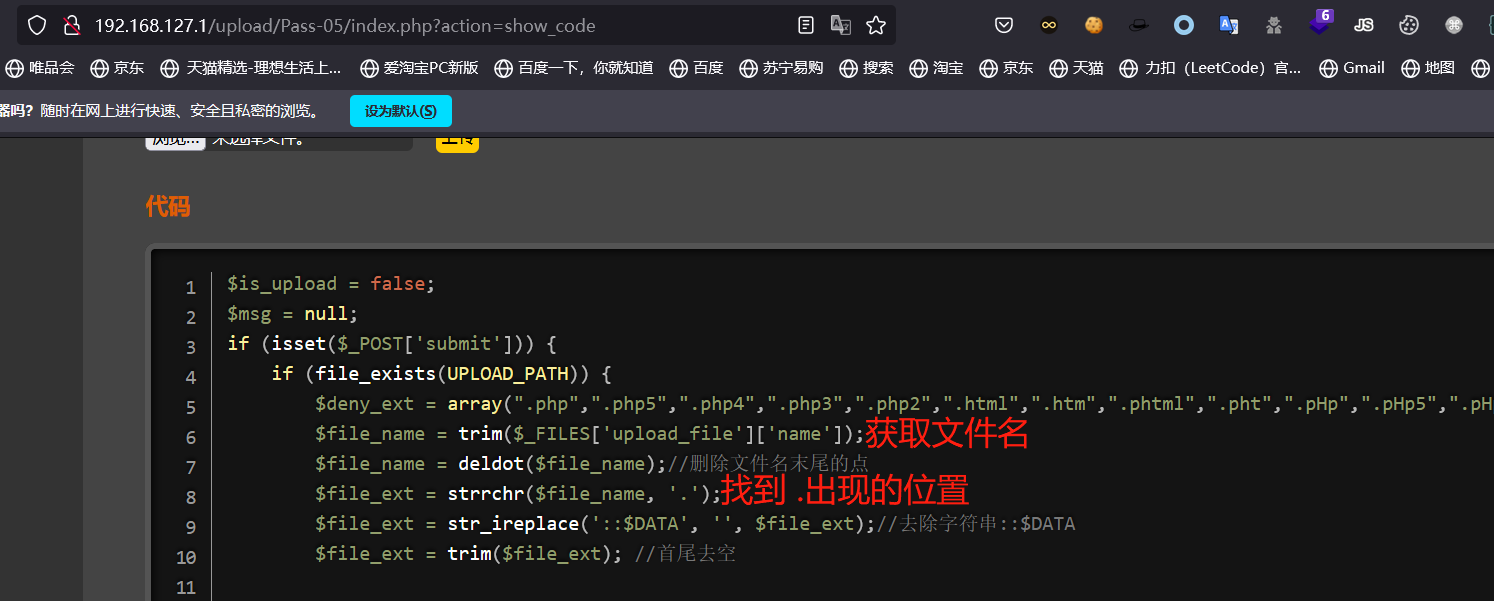 192.168.127.1/upload/Pass-05/index.php?action=show_code
6
JS
唯品会 京东 天猫精选-理想生活上... 爱淘宝PC新版 百度一下，你就知道 百度 苏宁易购 搜索 淘宝 京东 天猫 力扣（LeetCode）官... Gmail 地图
器吗？随时在网上进行快速、安全且私密的浏览。 设为默认(S)
浏览... 未选择文件。 上传
代码
1 $is_upload = false;
2 $msg = null;
3 if (isset($_POST['submit'])) {
4 if (file_exists(UPLOAD_PATH)) {
5 $deny_ext = array(".php",".php5",".php4",".php3",".php2",".html",".htm",".phtml",".pht",".pHp",".pHp5",".pH
6 $file_name = trim($_FILES['upload_file']['name']);获取文件名
7 $file_name = deldot($file_name);//删除文件名末尾的点
8 $file_ext = strrchr($file_name, '.');找到 .出现的位置
9 $file_ext = str_ireplace('::$DATA', '', $file_ext);//去除字符串::$DATA
10 $file_ext = trim($file_ext); //首尾去空
11